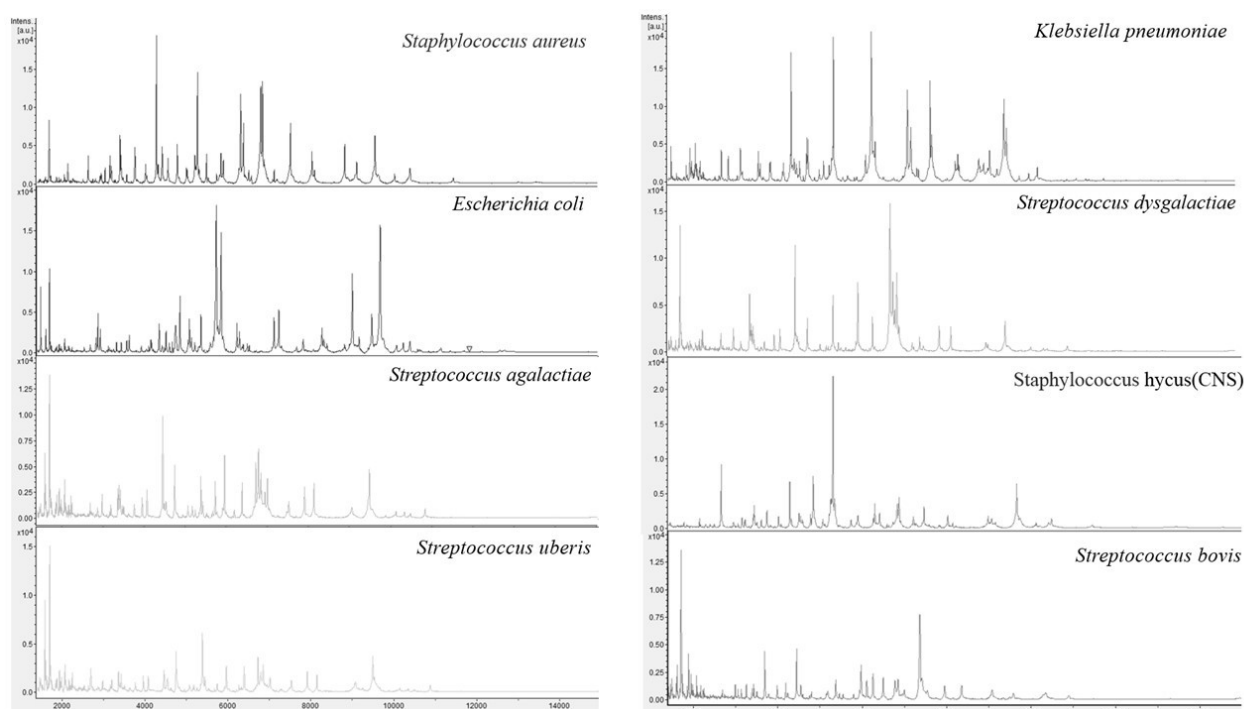 Intens.
[a.u.]
x10⁴
Staphylococcus aureus
1.5
1.0
0.5
0.0
x10⁴
Escherichia coli
1.5
1.0
0.5
0.0
x10⁴
Streptococcus agalactiae
1.25
1.00
0.75
0.50
0.25
0.00
x10⁴
Streptococcus uberis
1.5
1.0
0.5
0.0
2000 4000 6000 8000 10000 12000 14000
Intens.
[a.u.]
x10⁴
Klebsiella pneumoniae
1.5
1.0
0.5
0.0
x10⁴
Streptococcus dysgalactiae
1.5
1.0
0.5
0.0
x10⁴
Staphylococcus hycus(CNS)
2.0
1.5
1.0
0.5
0.0
x10⁴
Streptococcus bovis
1.25
1.00
0.75
0.50
0.25
0.00